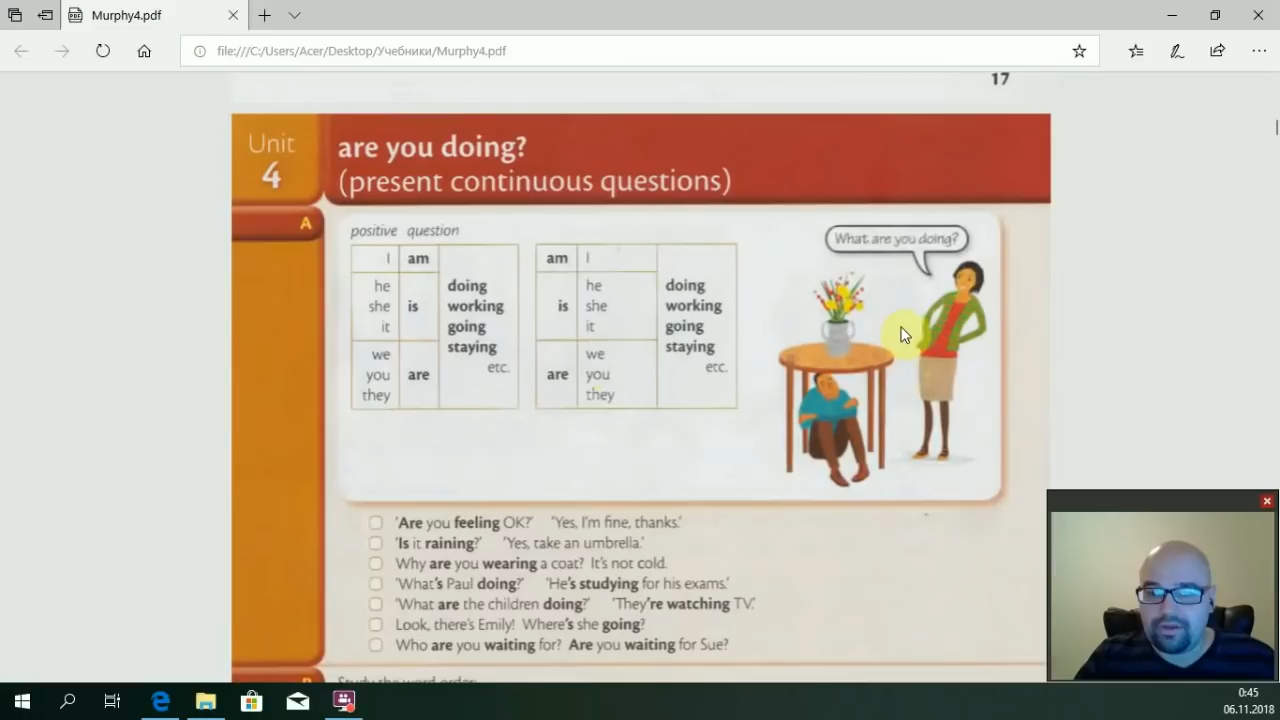 Murphy4.pdf
file:///C:/Users/Acer/Desktop/Учебники/Murphy4.pdf
17
Unit
4
are you doing?
(present continuous questions)
A
positive question
I am
he
she is
it
we
you are
they
doing
working
going
staying
etc.
am I
he
is she
it
we
are you
they
doing
working
going
staying
etc.
What are you doing?
'Are you feeling OK?' 'Yes, I'm fine, thanks.'
'Is it raining?' 'Yes, take an umbrella.'
Why are you wearing a coat? It's not cold.
'What's Paul doing?' 'He's studying for his exams.'
'What are the children doing?' 'They're watching TV.'
Look, there's Emily! Where's she going?
Who are you waiting for? Are you waiting for Sue?
Study the word order:
0:45
06.11.2018